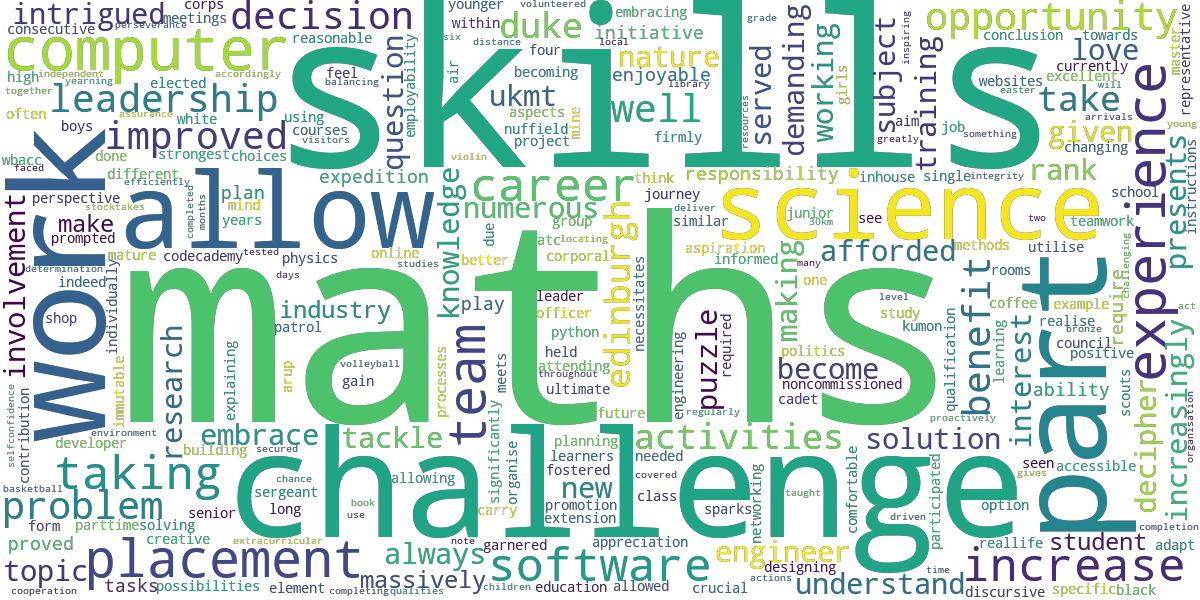 intrigued
corps
meetings
consecutive
perseverance
decision
computer
reasonable
skills
younger
volunteered
within
duke
embracing
initiative
grade
opportunity
conclusion
towards
master
representative
six
distance
four
local
inspiring
high
independent
yearning
accordingly
together
feel
balancing
question
employability
air
becoming
nature
enjoyable
library
served
demanding
working
girls
subject
training
love
currently
websites
excellent
easter
will
leadership
elected
often
assurance
white
using
ukmt
aspects
mine
well
resources
aim
job
take
arrivals
young
boys
improved
courses
visitors
nuffield
project
firmly
greatly
something
given
changing
wbacc
done
strongest
choices
work
faced
different
efficiently
expedition
violin
career
think
responsibility
inhouse
single
integrity
rank
presents
instructions
experience
perspective
stocktakes
allow
completed
months
plan
mind
years
knowledge
numerous
group
journey
deliver
similar
science
junior
30km
see
two
school
teamwork
make
prompted
involvement
mature
codecademy
tested
physics
online
studies
due
atc
locating
better
corporal
edinburgh
aspiration
informed
many
afforded
methods
utilise
determination
indeed
individually
days
maths
industry
patrol
play
leader
officer
necessitates
making
one
level
study
benefit
rooms
coffee
example
require
challenging
act
shop
research
explaining
immutable
arup
volleyball
gain
team
processes
meets
python
held
attending
throughout
ultimate
engineering
puzzle
required
politics
become
noncommissioned
cadet
kumon
qualification
learning
interest
realise
bronze
council
positive
part
ability
scouts
decipher
increasingly
organisation
selfconfidence
contribution
environment
developer
building
secured
embrace
tackle
future
regularly
activities
solution
proactively
seen
accessible
gives
taking
challenge
chance
sergeant
book
long
use
allowing
significantly
organise
planning
learners
fostered
needed
covered
new
class
promotion
extension
carry
sparks
networking
taught
comfortable
driven
participated
option
basketball
problem
senior
form
parttime
solving
completion
proved
creative
extracurricular
note
garnered
appreciation
engineer
designing
time
reallife
student
adapt
topic
placement
always
software
cooperation
tasks
possibilities
element
massively
completing
qualities
children
education
allowed
crucial
actions
understand
increase
discursive
specific
black